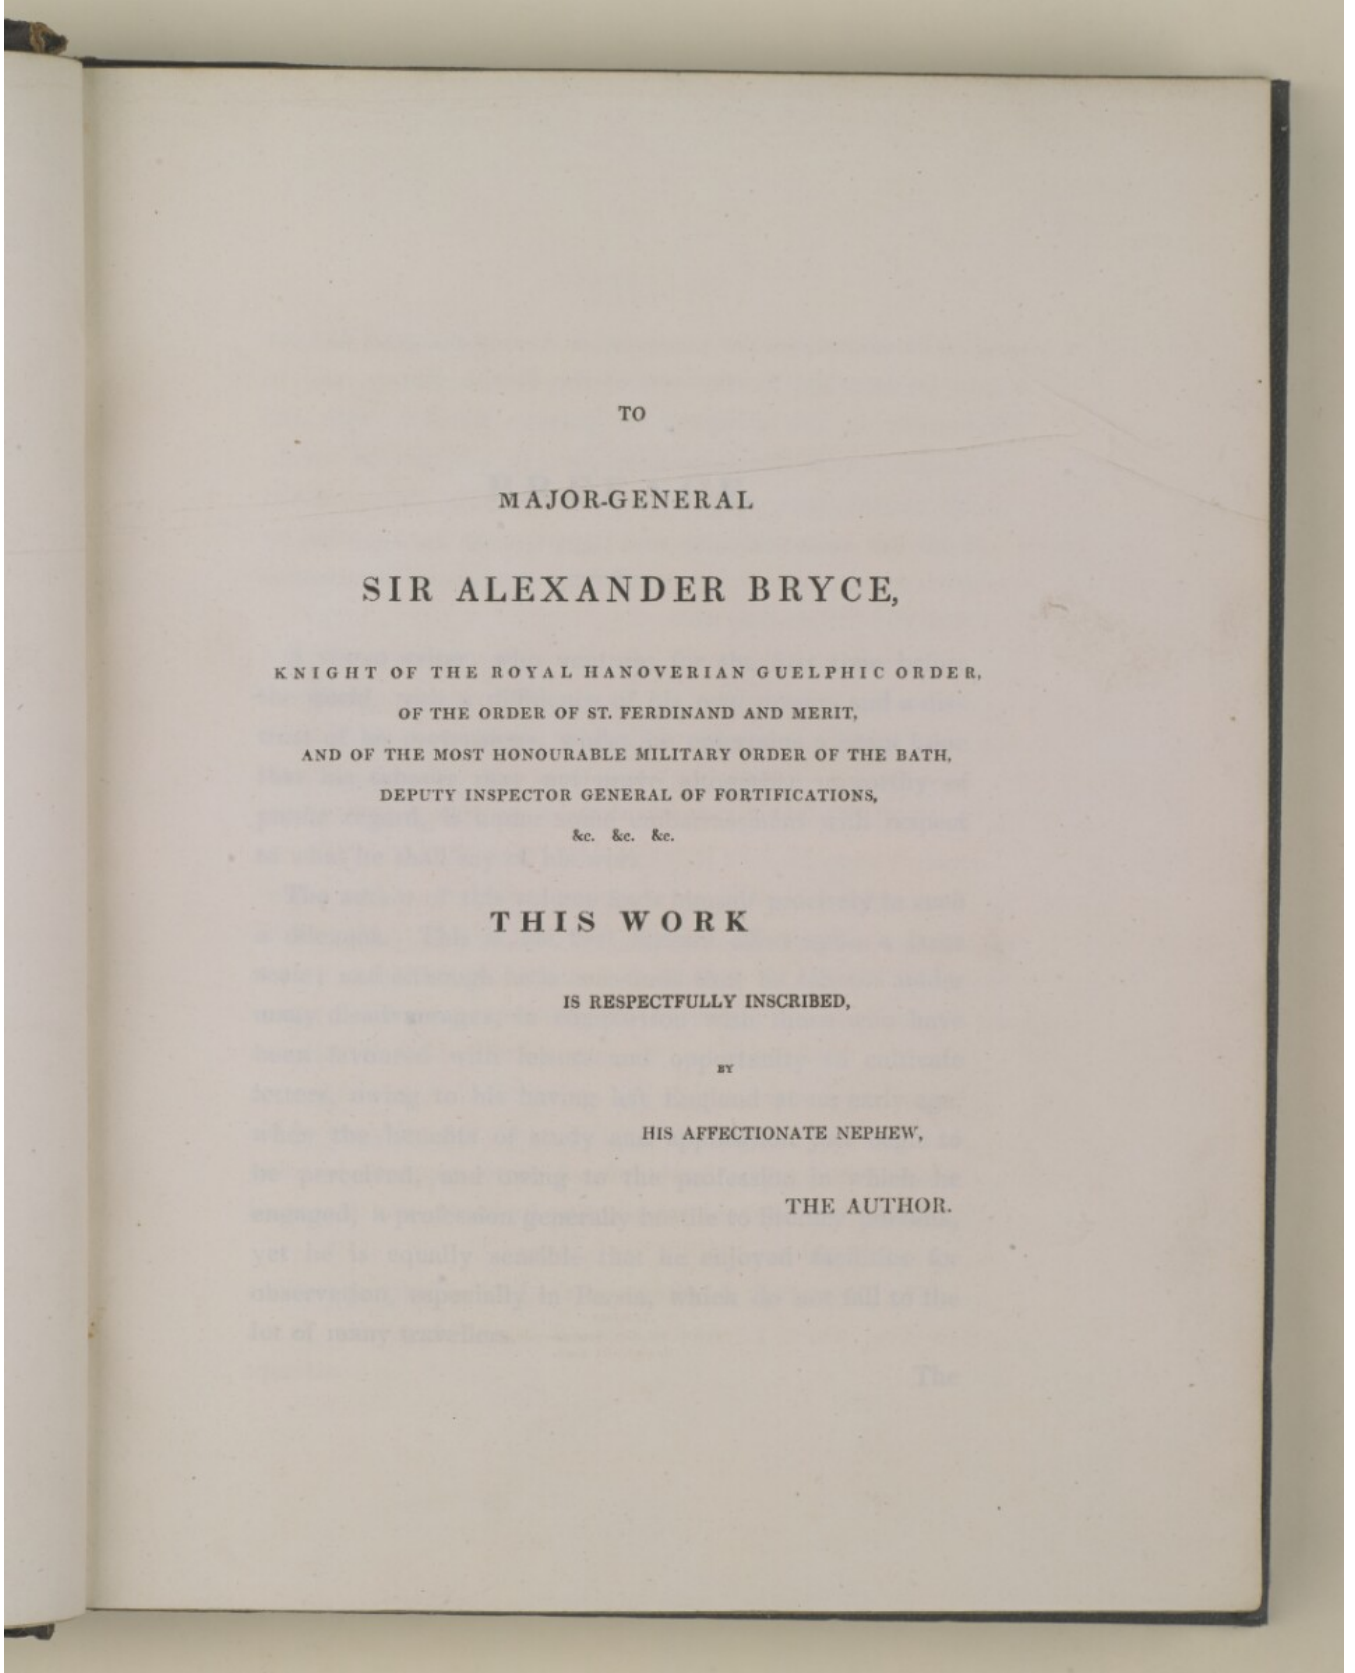 TO
MAJOR-GENERAL
SIR ALEXANDER BRYCE,
KNIGHT OF THE ROYAL HANOVERIAN GUELPHIC ORDER,
OF THE ORDER OF ST. FERDINAND AND MERIT,
AND OF THE MOST HONOURABLE MILITARY ORDER OF THE BATH,
DEPUTY INSPECTOR GENERAL OF FORTIFICATIONS,
&c. &c. &c.
THIS WORK
IS RESPECTFULLY INSCRIBED,
BY
HIS AFFECTIONATE NEPHEW,
THE AUTHOR.